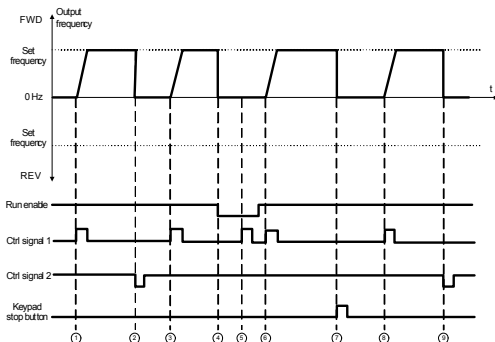 FWD
Output
frequency
Set
frequency
0 Hz
t
Set
frequency
REV
Run enable
Ctrl signal 1
Ctrl signal 2
Keypad
stop button
1 2 3 4 5 6 7 8 9